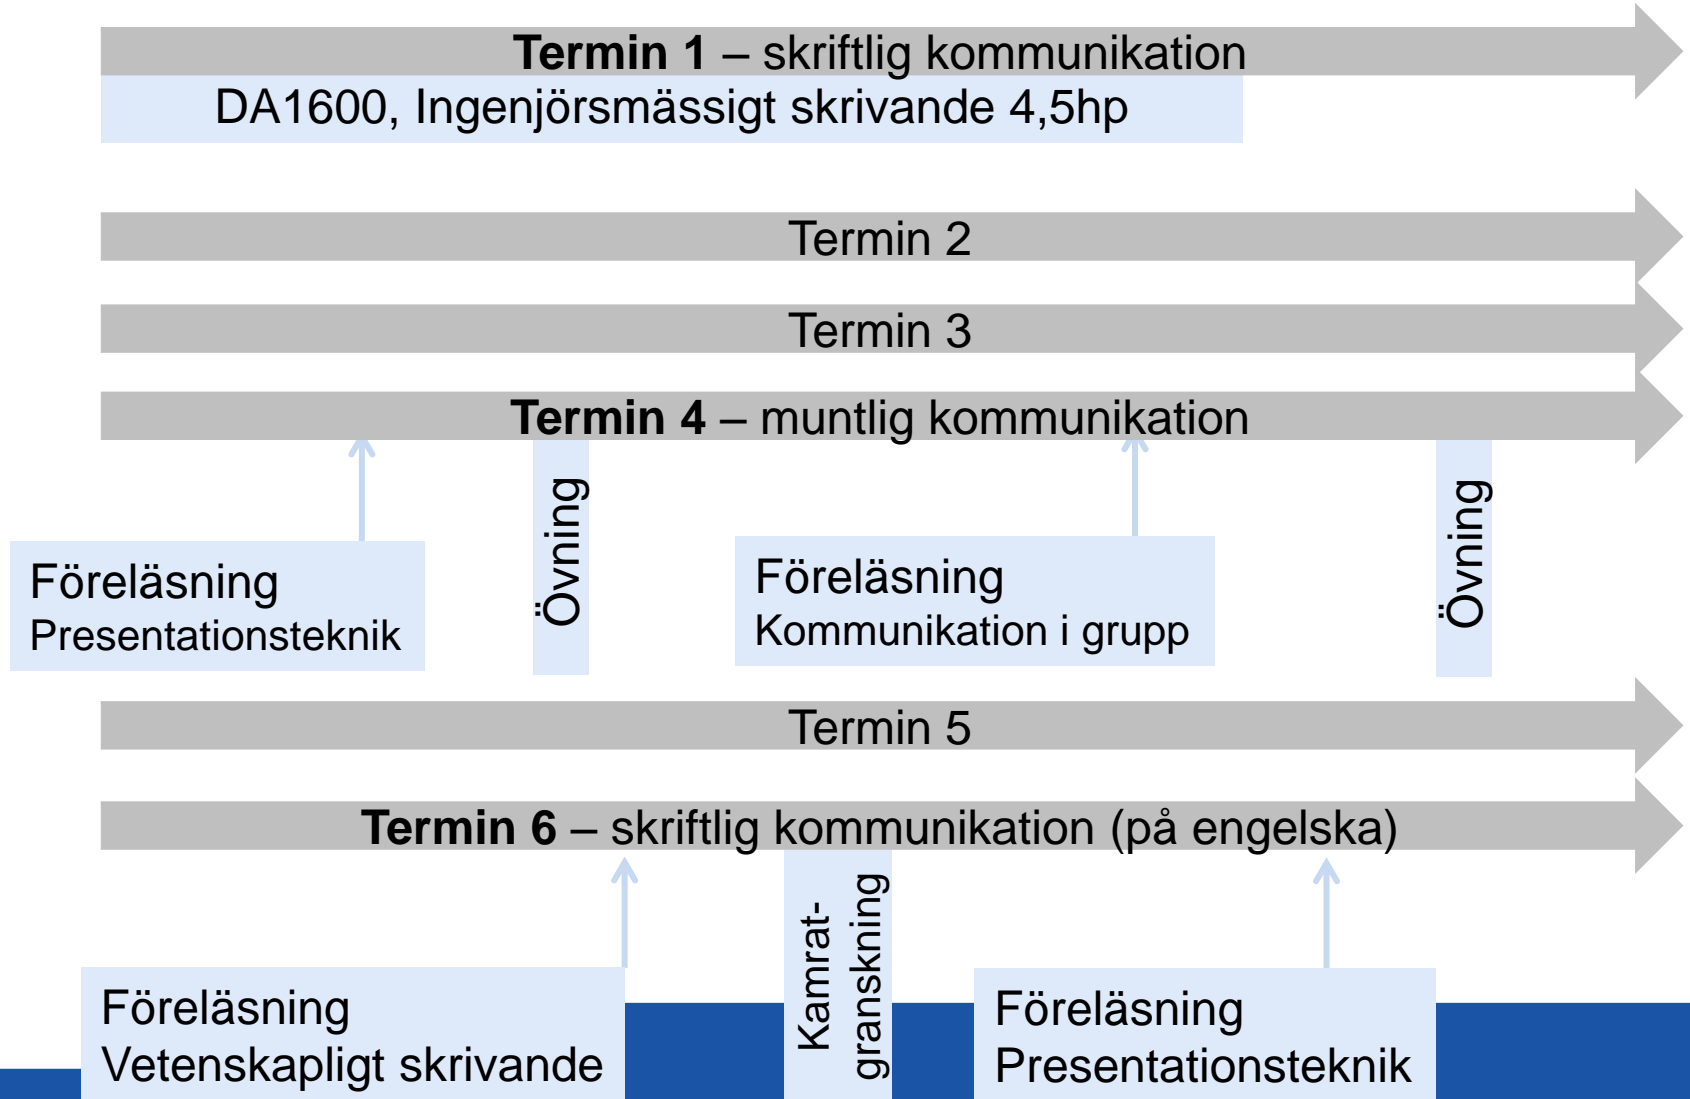 Termin 1 – skriftlig kommunikation
DA1600, Ingenjörsmässigt skrivande 4,5hp
Termin 2
Termin 3
Termin 4 – muntlig kommunikation
Föreläsning
Presentationsteknik
Övning
Föreläsning
Kommunikation i grupp
Övning
Termin 5
Termin 6 – skriftlig kommunikation (på engelska)
Föreläsning
Vetenskapligt skrivande
Kamrat-
granskning
Föreläsning
Presentationsteknik